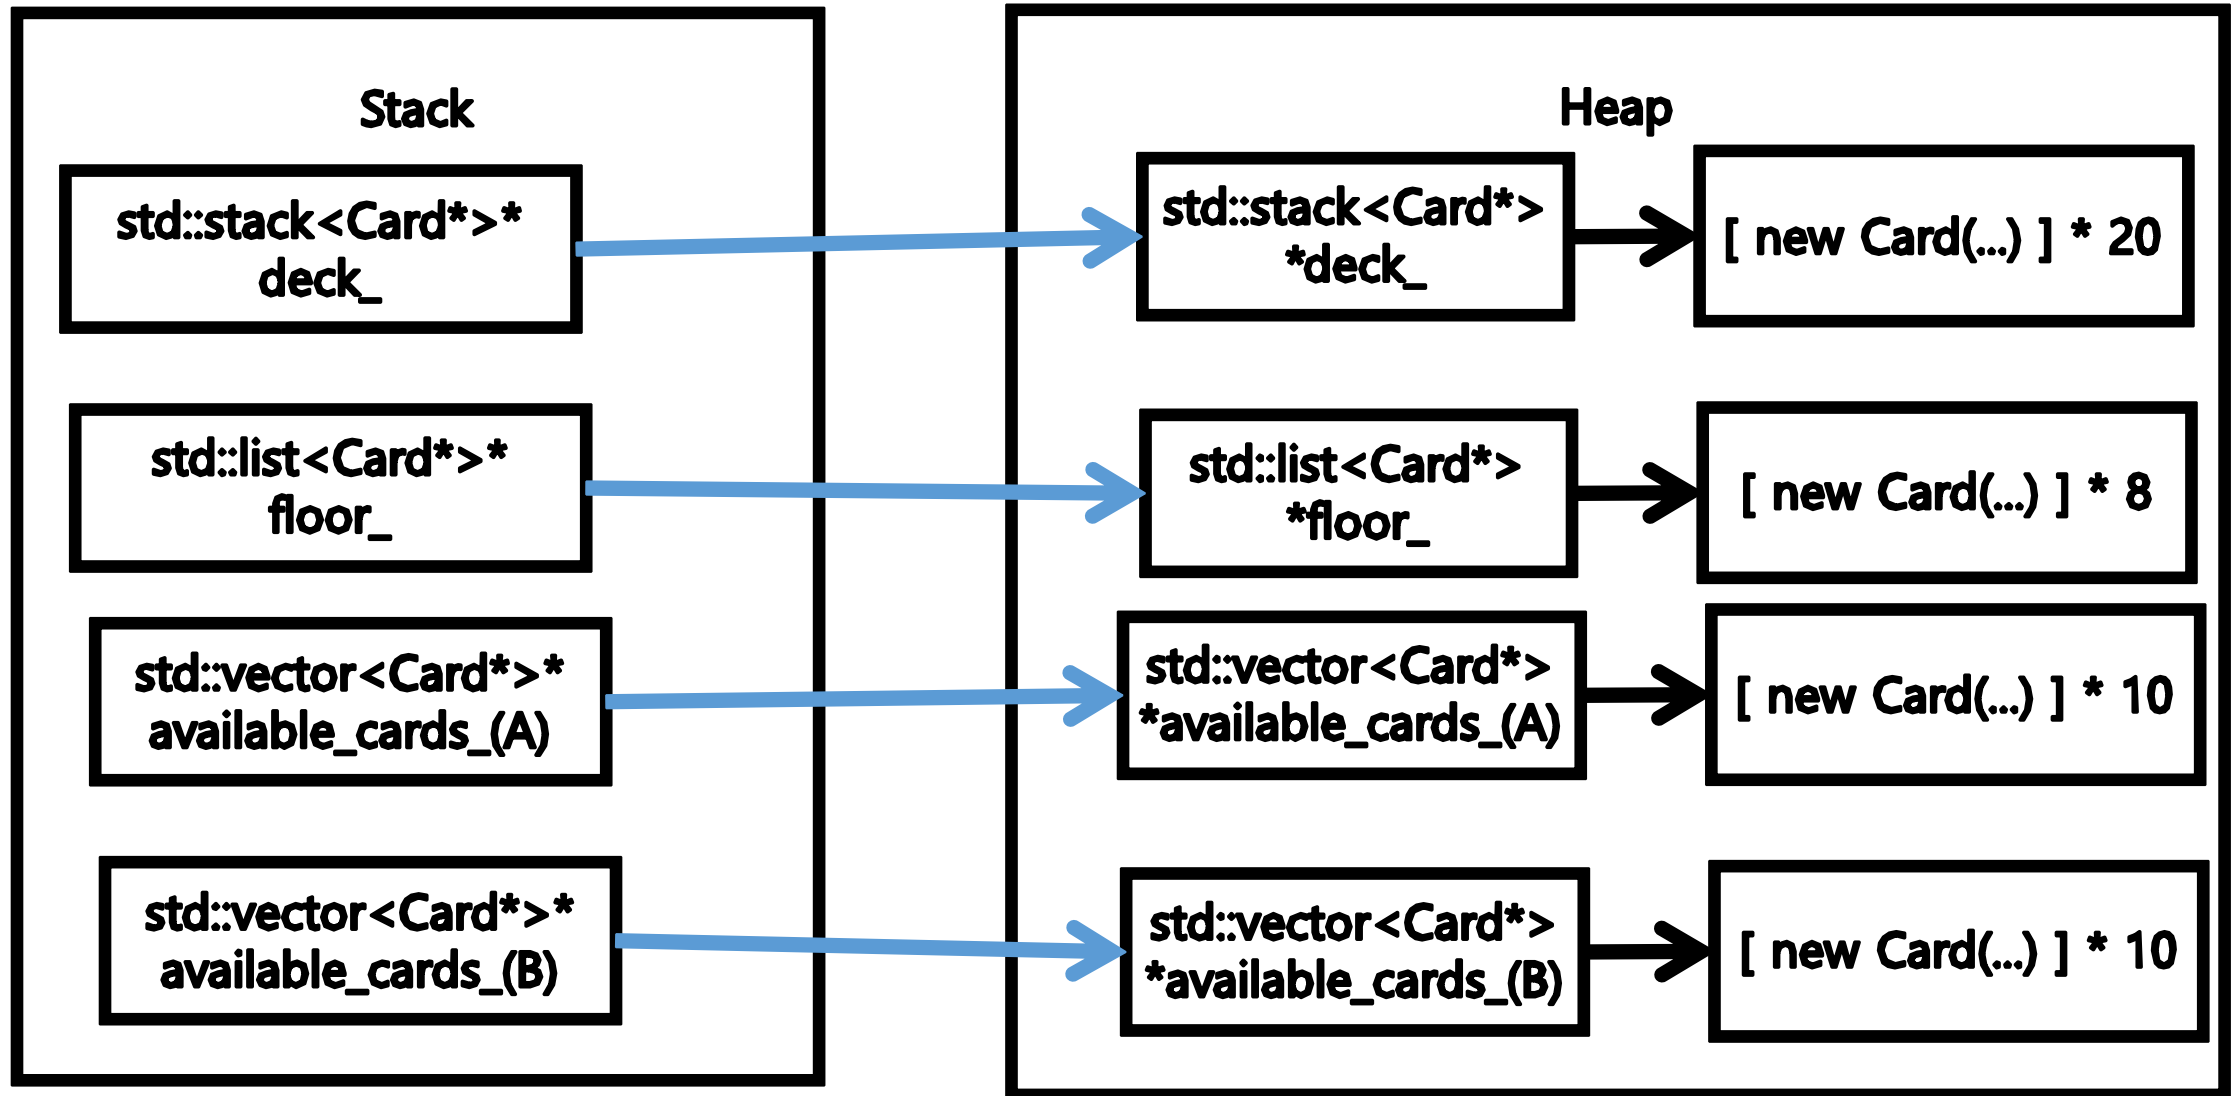 Stack
std::stack<Card*>*
deck_
std::list<Card*>*
floor_
std::vector<Card*>*
available_cards_(A)
std::vector<Card*>*
available_cards_(B)
Heap
std::stack<Card*>
*deck_
[ new Card(...) ] * 20
std::list<Card*>
*floor_
[ new Card(...) ] * 8
std::vector<Card*>
*available_cards_(A)
[ new Card(...) ] * 10
std::vector<Card*>
*available_cards_(B)
[ new Card(...) ] * 10